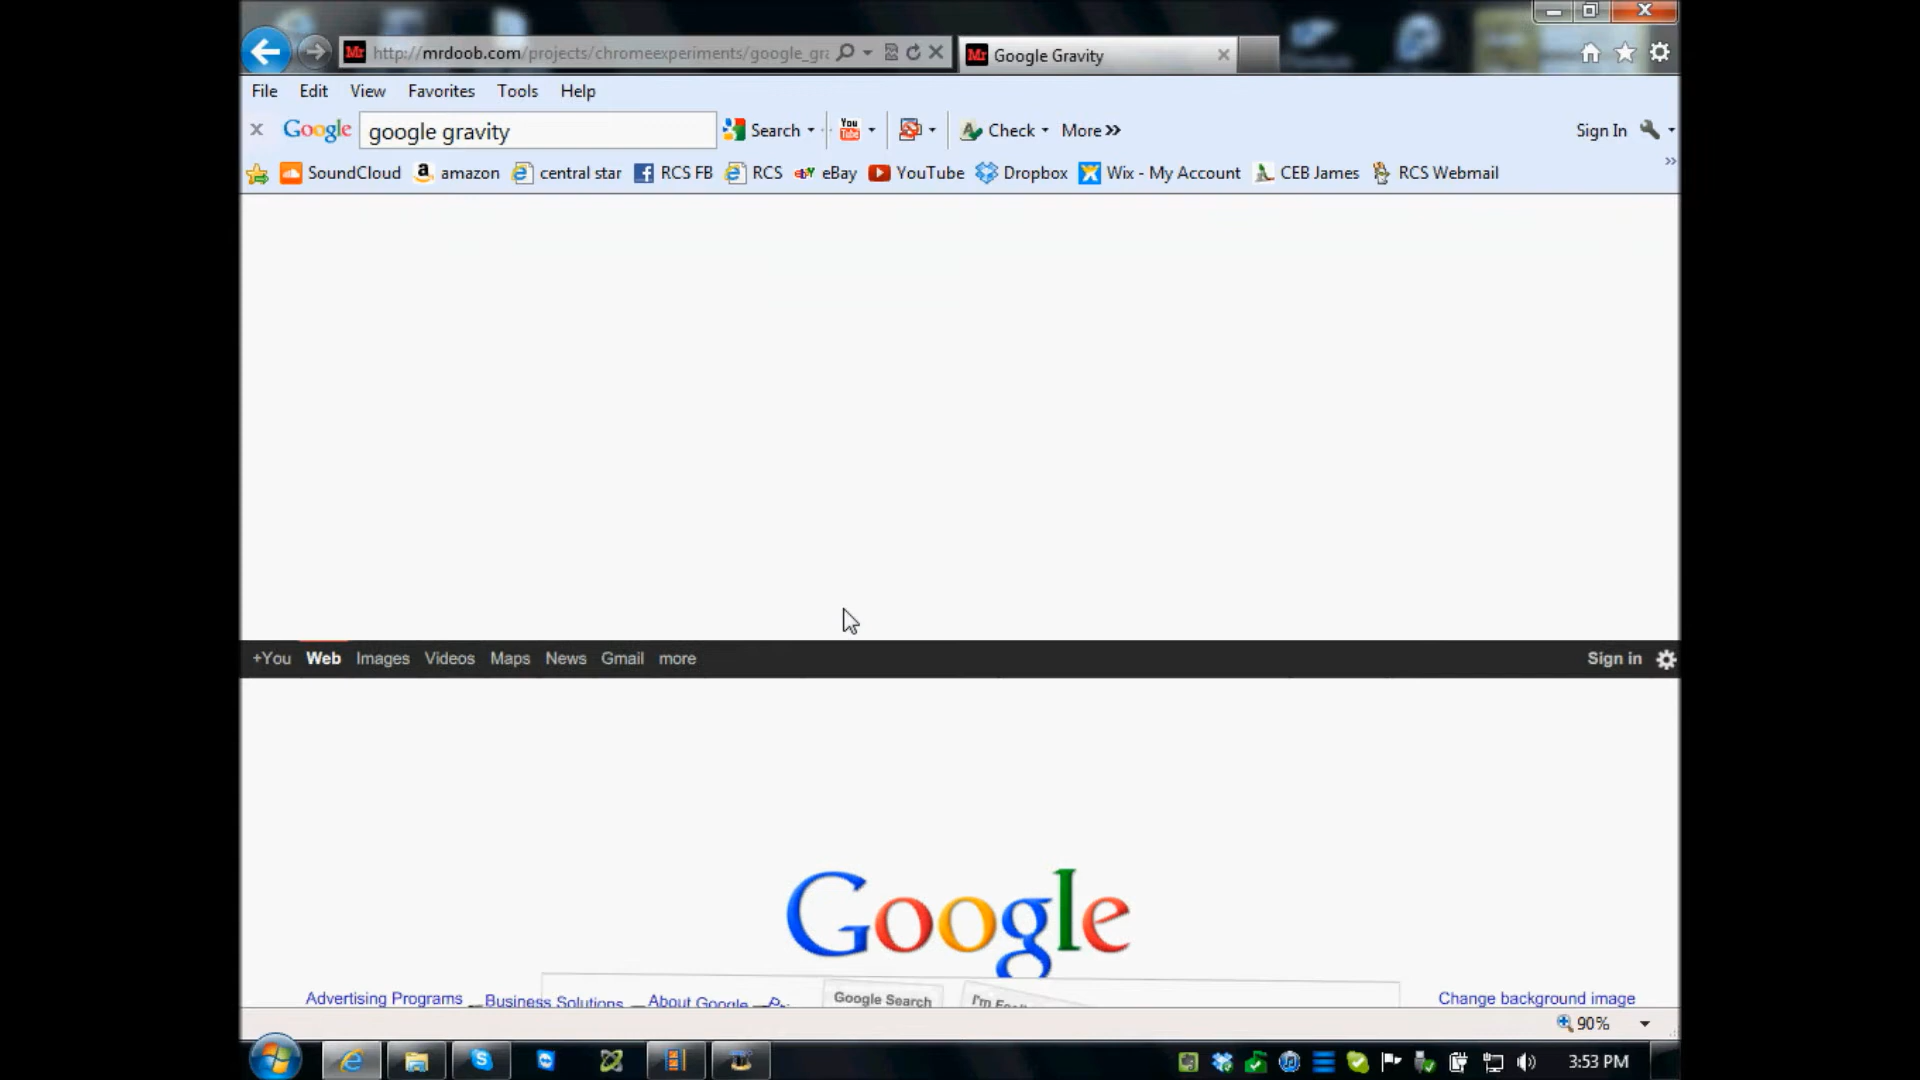 http://mrdoob.com/projects/chromeexperiments/google_gr
Mr Google Gravity
File Edit View Favorites Tools Help
Google google gravity Search You Tube Check More Sign In
SoundCloud amazon central star RCS FB RCS eBay YouTube Dropbox Wix - My Account CEB James RCS Webmail
+You Web Images Videos Maps News Gmail more Sign in
Google
Advertising Programs Business Solutions About Google Google Search I'm Change background image
90%
3:53 PM